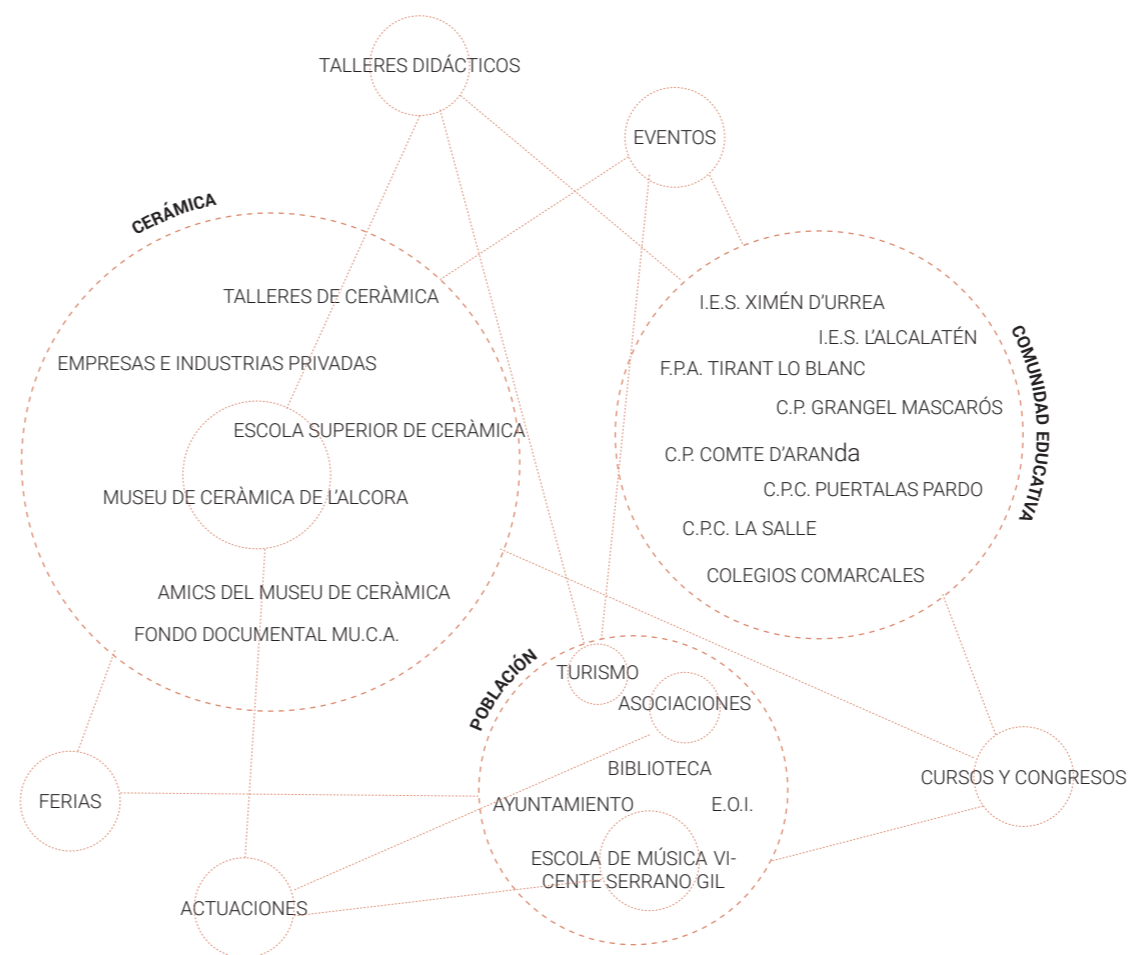 TALLERES DIDÁCTICOS
EVENTOS
CERÁMICA
TALLERES DE CERÀMICA
EMPRESAS E INDUSTRIAS PRIVADAS
ESCOLA SUPERIOR DE CERÀMICA
MUSEU DE CERÀMICA DE L'ALCORA
AMICS DEL MUSEU DE CERÀMICA
FONDO DOCUMENTAL MU.C.A.
COMUNIDAD EDUCATIVA
I.E.S. XIMÉN D'URREA
I.E.S. L'ALCALATÉN
F.P.A. TIRANT LO BLANC
C.P. GRANGEL MASCARÓS
C.P. COMTE D'ARANda
C.P.C. PUERTALAS PARDO
C.P.C. LA SALLE
COLEGIOS COMARCALES
POBLACIÓN
TURISMO
ASOCIACIONES
BIBLIOTECA
AYUNTAMIENTO
E.O.I.
ESCOLA DE MÚSICA VI-
CENTE SERRANO GIL
CURSOS Y CONGRESOS
FERIAS
ACTUACIONES